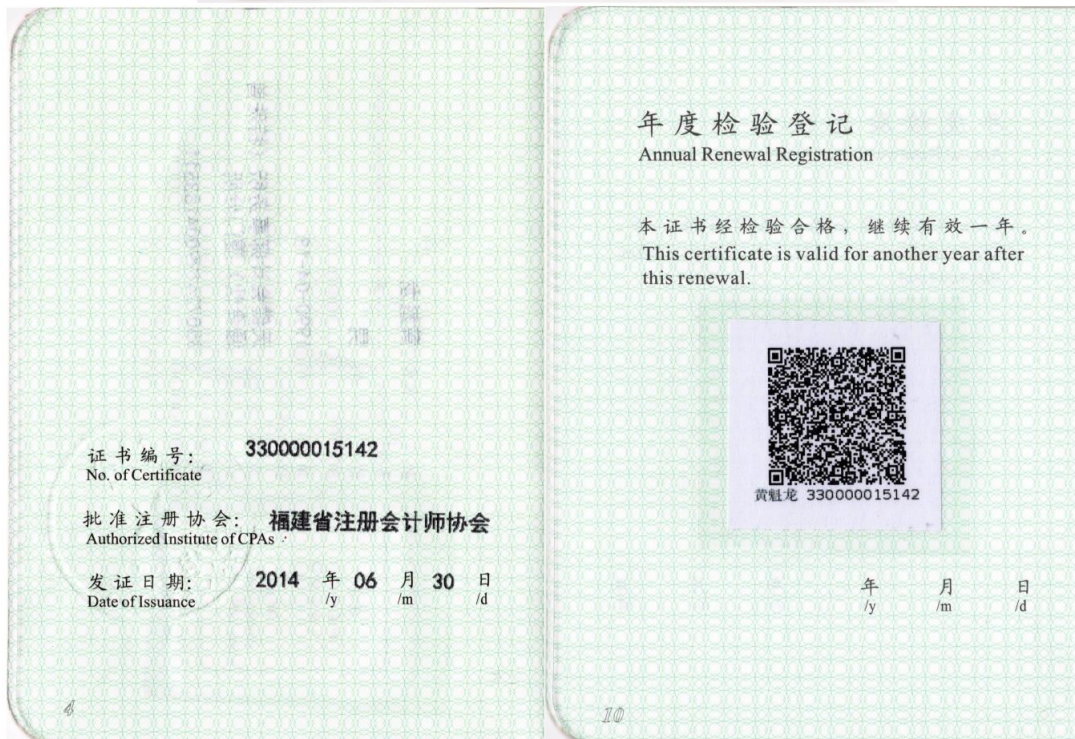 证书编号: 330000015142
No. of Certificate
批准注册协会: 福建省注册会计师协会
Authorized Institute of CPAs
发证日期: 2014 年 06 月 30 日
Date of Issuance /y /m /d
4
年度检验登记
Annual Renewal Registration
本证书经检验合格，继续有效一年。
This certificate is valid for another year after
this renewal.
黄魁龙 330000015142
年 月 日
/y /m /d
10